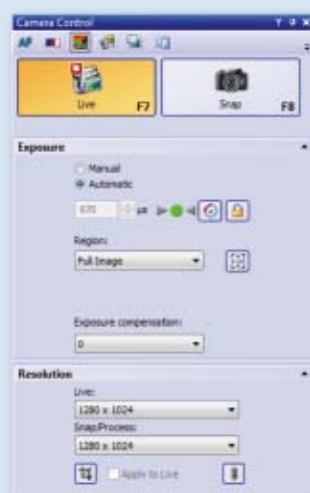 Camera Control
Live F7 Snap F8
Exposure
Manual
Automatic
Region:
Full Image
Exposure compensation:
0
Resolution
Live:
1280 x 1024
Snap/Process:
1280 x 1024
Apply to Live